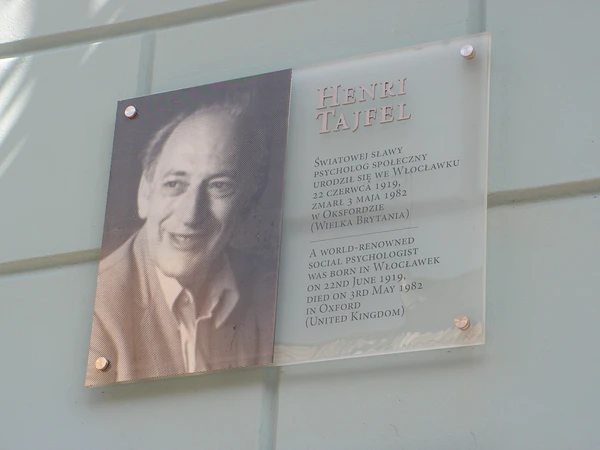 Henri
Tajfel
Światowej sławy
psycholog społeczny
urodził się we Włocławku
22 czerwca 1919,
zmarł 3 maja 1982
w Oksfordzie
(Wielka Brytania)
A world-renowned
social psychologist
was born in Włocławek
on 22nd June 1919,
died on 3rd May 1982
in Oxford
(United Kingdom)